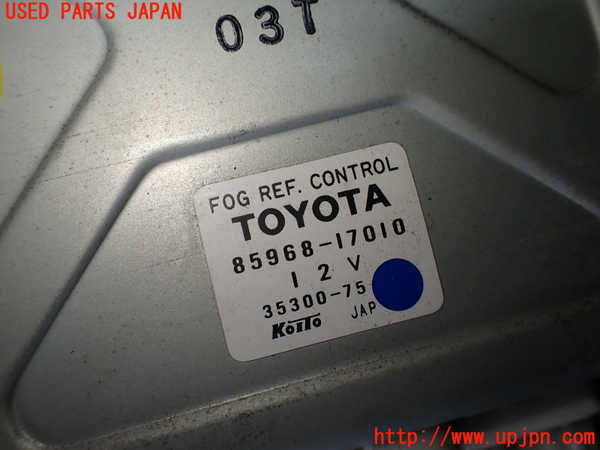 USED PARTS JAPAN
03T
FOG REF. CONTROL
TOYOTA
85968-17010
12V
35300-75
KOITO JAP
http://www.upjpn.com/